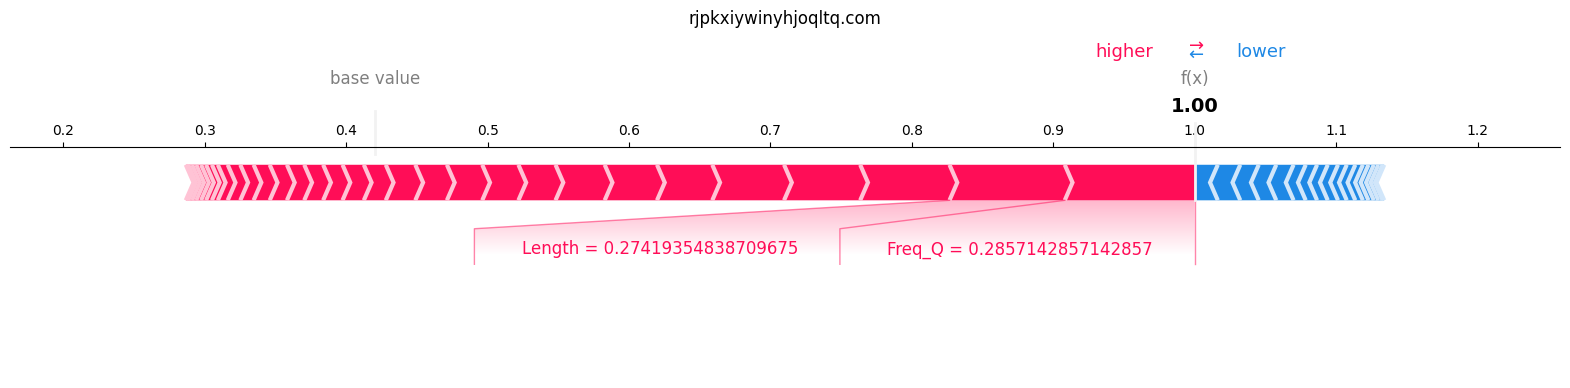 rjpkxiywinyhjoqltq.com
higher → ← lower
base value f(x)
1.00
0.2 0.3 0.4 0.5 0.6 0.7 0.8 0.9 1.0 1.1 1.2
Length = 0.27419354838709675 Freq_Q = 0.2857142857142857